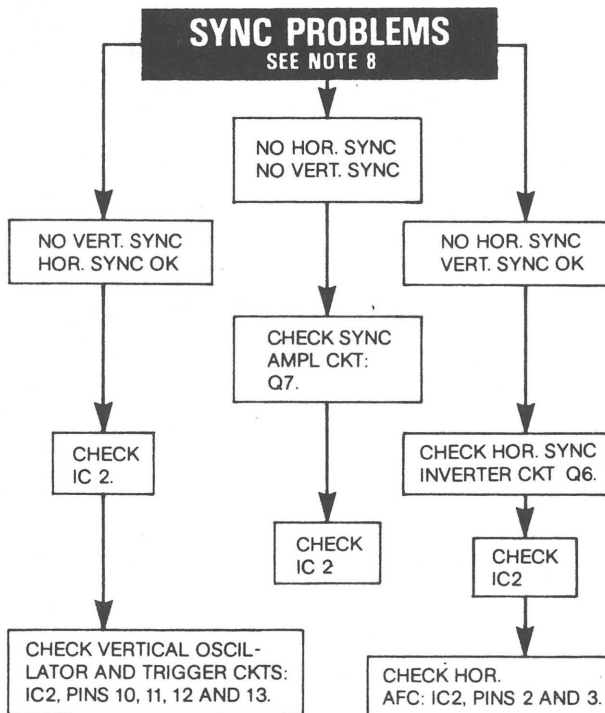 SYNC PROBLEMS
SEE NOTE 8
NO HOR. SYNC
NO VERT. SYNC
NO VERT. SYNC
HOR. SYNC OK
NO HOR. SYNC
VERT. SYNC OK
CHECK SYNC
AMPL CKT:
Q7.
CHECK
IC 2.
CHECK HOR. SYNC
INVERTER CKT Q6.
CHECK
IC 2
CHECK
IC2
CHECK VERTICAL OSCIL-
LATOR AND TRIGGER CKTS:
IC2, PINS 10, 11, 12 AND 13.
CHECK HOR.
AFC: IC2, PINS 2 AND 3.